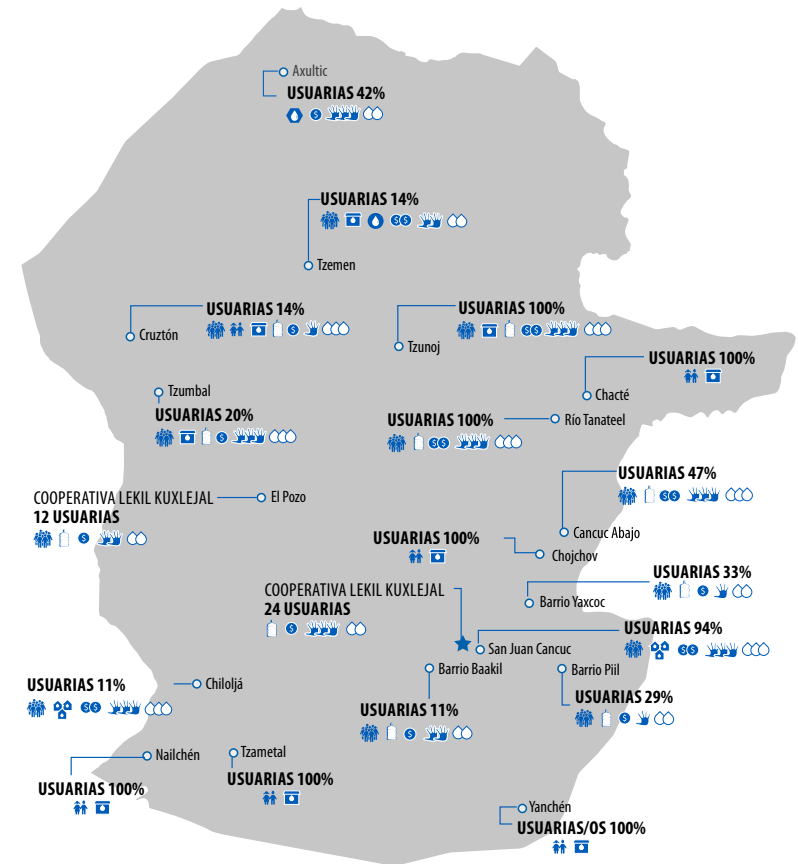 Axultic
USUARIAS 42%
USUARIAS 14%
Tzemen
USUARIAS 14%
Cruztón
USUARIAS 100%
Tzunoj
USUARIAS 100%
Chacté
Tzumbal
USUARIAS 20%
USUARIAS 100%
Río Tanateel
USUARIAS 47%
Cancuc Abajo
COOPERATIVA LEKIL KUXLEJAL
12 USUARIAS
El Pozo
USUARIAS 100%
Chojchov
USUARIAS 33%
Barrio Yaxcoc
COOPERATIVA LEKIL KUXLEJAL
24 USUARIAS
USUARIAS 94%
San Juan Cancuc
Barrio Baakil
USUARIAS 11%
Barrio Piil
USUARIAS 29%
USUARIAS 11%
Chiloljá
Nailchén
USUARIAS 100%
Tzametal
USUARIAS 100%
Yanchén
USUARIAS/OS 100%